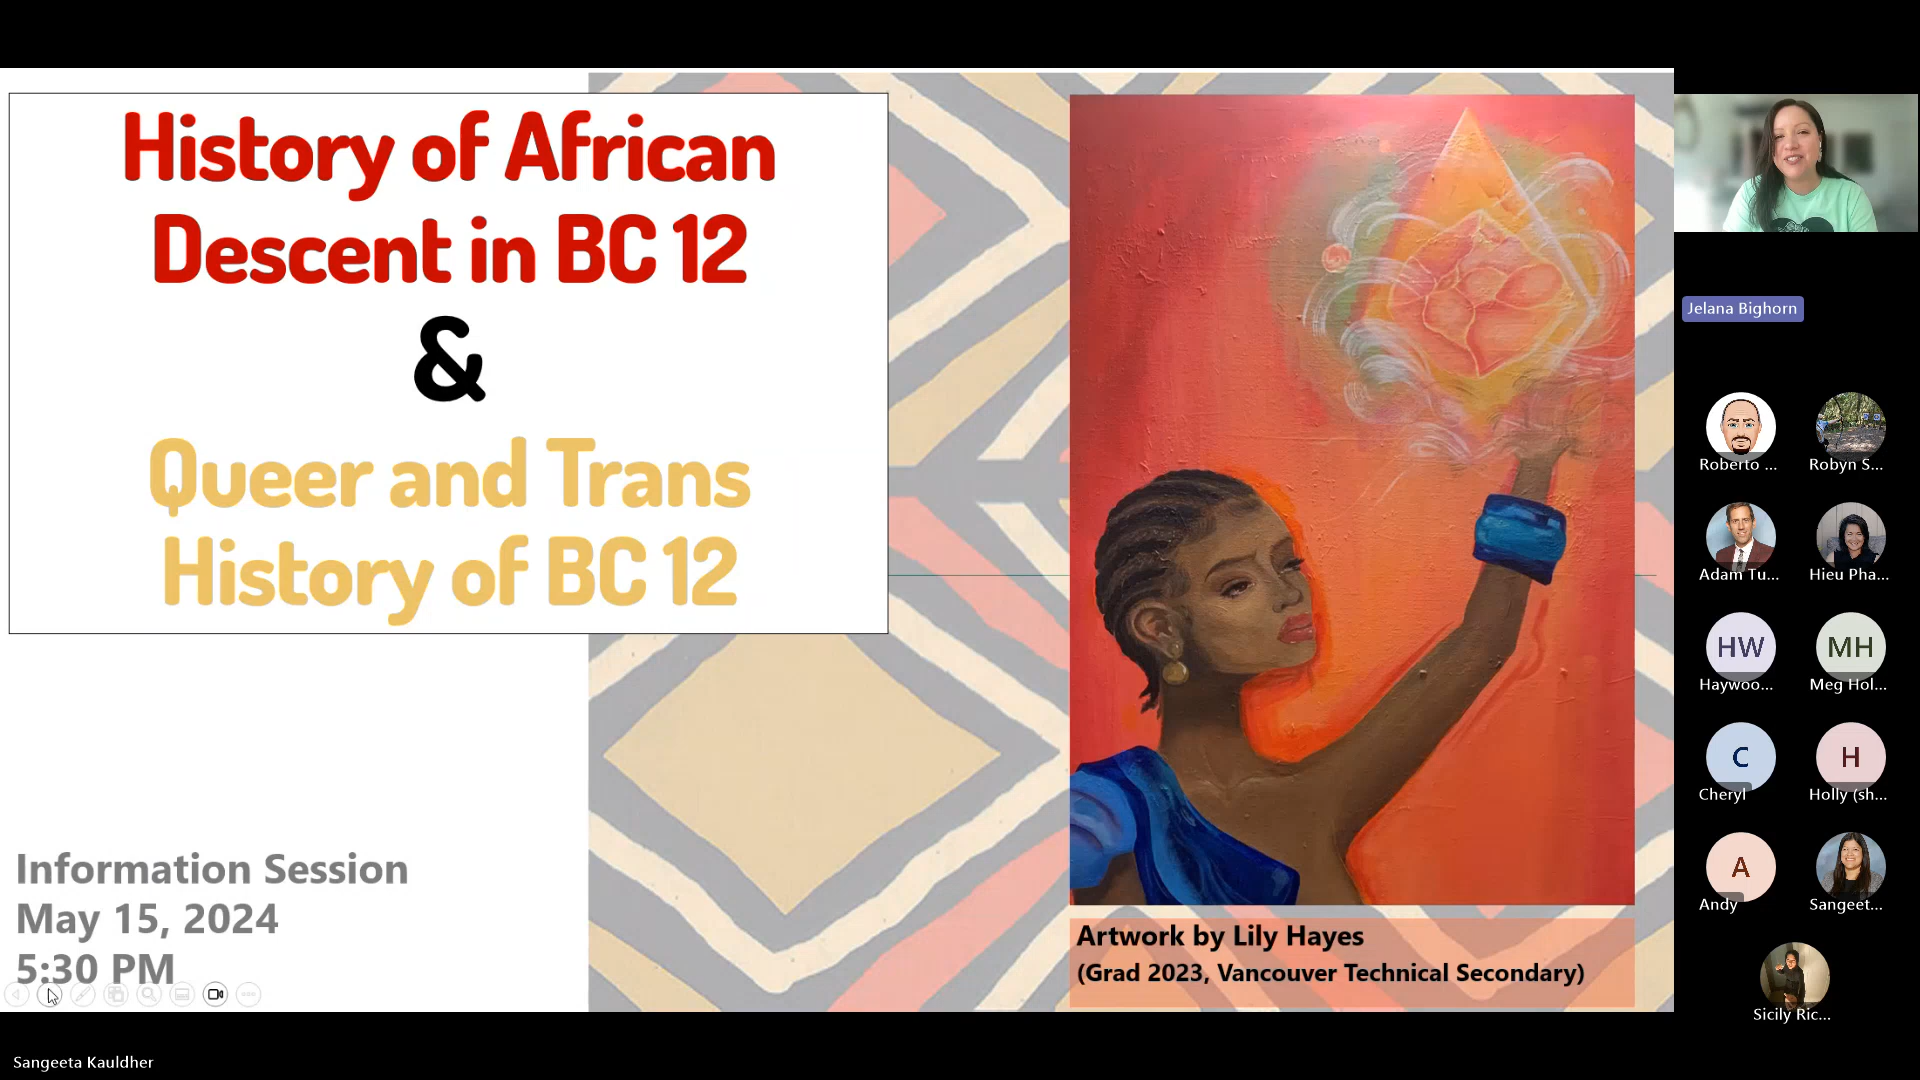 History of African
Descent in BC 12
&
Queer and Trans
History of BC 12
Information Session
May 15, 2024
5:30 PM
Artwork by Lily Hayes
(Grad 2023, Vancouver Technical Secondary)
Jelana Bighorn
Roberto ...
Robyn S...
Adam Tu...
Hieu Pha...
HW
Haywoo...
MH
Meg Hol...
C
Cheryl
H
Holly (sh...
A
Andy
Sangeet...
Sicily Ric...
Sangeeta Kauldher